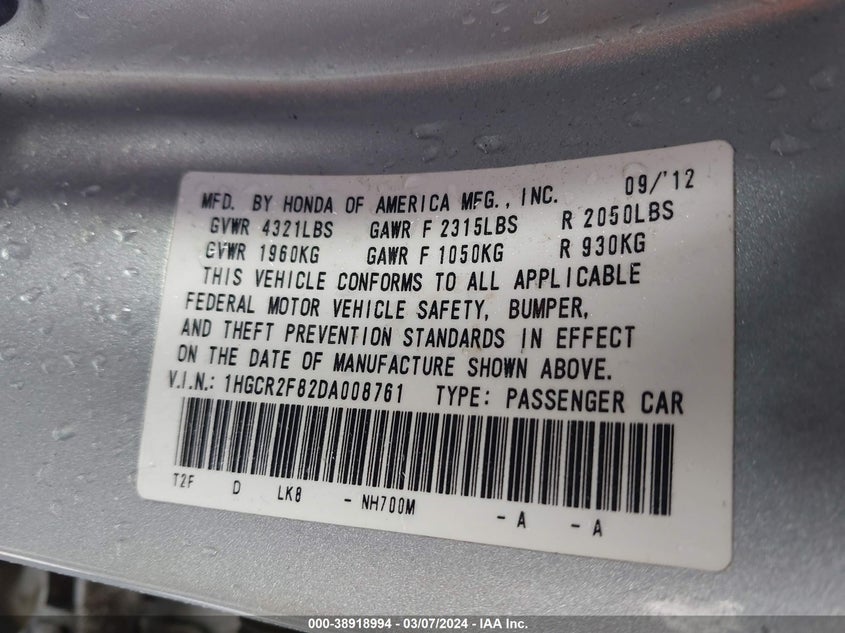 MFD. BY HONDA OF AMERICA MFG., INC. 09/'12
GVWR 4321LBS GAWR F 2315LBS R 2050LBS
GVWR 1960KG GAWR F 1050KG R 930KG
THIS VEHICLE CONFORMS TO ALL APPLICABLE
FEDERAL MOTOR VEHICLE SAFETY, BUMPER,
AND THEFT PREVENTION STANDARDS IN EFFECT
ON THE DATE OF MANUFACTURE SHOWN ABOVE.
V.I.N.: 1HGCR2F82DA008761 TYPE: PASSENGER CAR
T2F D LK8 - NH700M - A - A
000-38918994 — 03/07/2024 — IAA Inc.